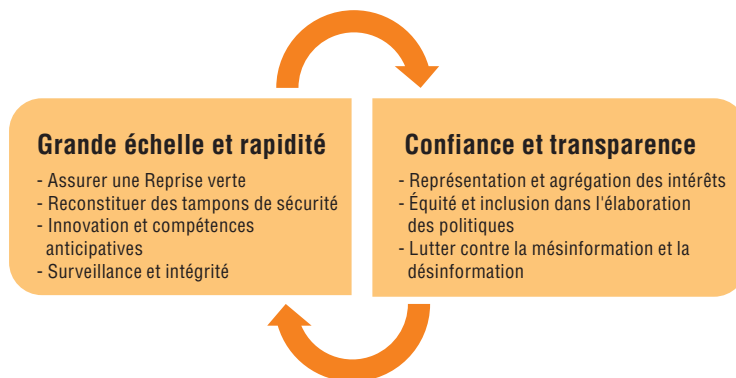 Grande échelle et rapidité
- Assurer une Reprise verte
- Reconstituer des tampons de sécurité
- Innovation et compétences
anticipatives
- Surveillance et intégrité
Confiance et transparence
- Représentation et agrégation des intérêts
- Équité et inclusion dans l'élaboration
des politiques
- Lutter contre la mésinformation et la
désinformation